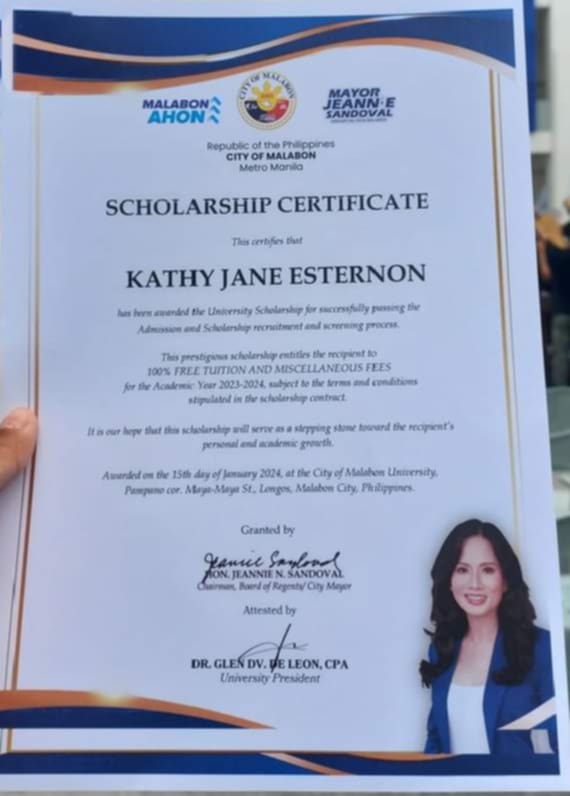 MALABON
AHON
CITY OF MALABON
MAYOR
JEANNIE
SANDOVAL
Republic of the Philippines
CITY OF MALABON
Metro Manila
SCHOLARSHIP CERTIFICATE
This certifies that
KATHY JANE ESTERNON
has been awarded the University Scholarship for successfully passing the
Admission and Scholarship recruitment and screening process.
This prestigious scholarship entitles the recipient to
100% FREE TUITION AND MISCELLANEOUS FEES
for the Academic Year 2023-2024, subject to the terms and conditions
stipulated in the scholarship contract.
It is our hope that this scholarship will serve as a stepping stone toward the recipient's
personal and academic growth.
Awarded on the 15th day of January 2024, at the City of Malabon University,
Pampano cor. Maya-Maya St., Longos, Malabon City, Philippines.
Granted by
HON. JEANNIE N. SANDOVAL
Chairman, Board of Regents/ City Mayor
Attested by
DR. GLEN DV. DE LEON, CPA
University President